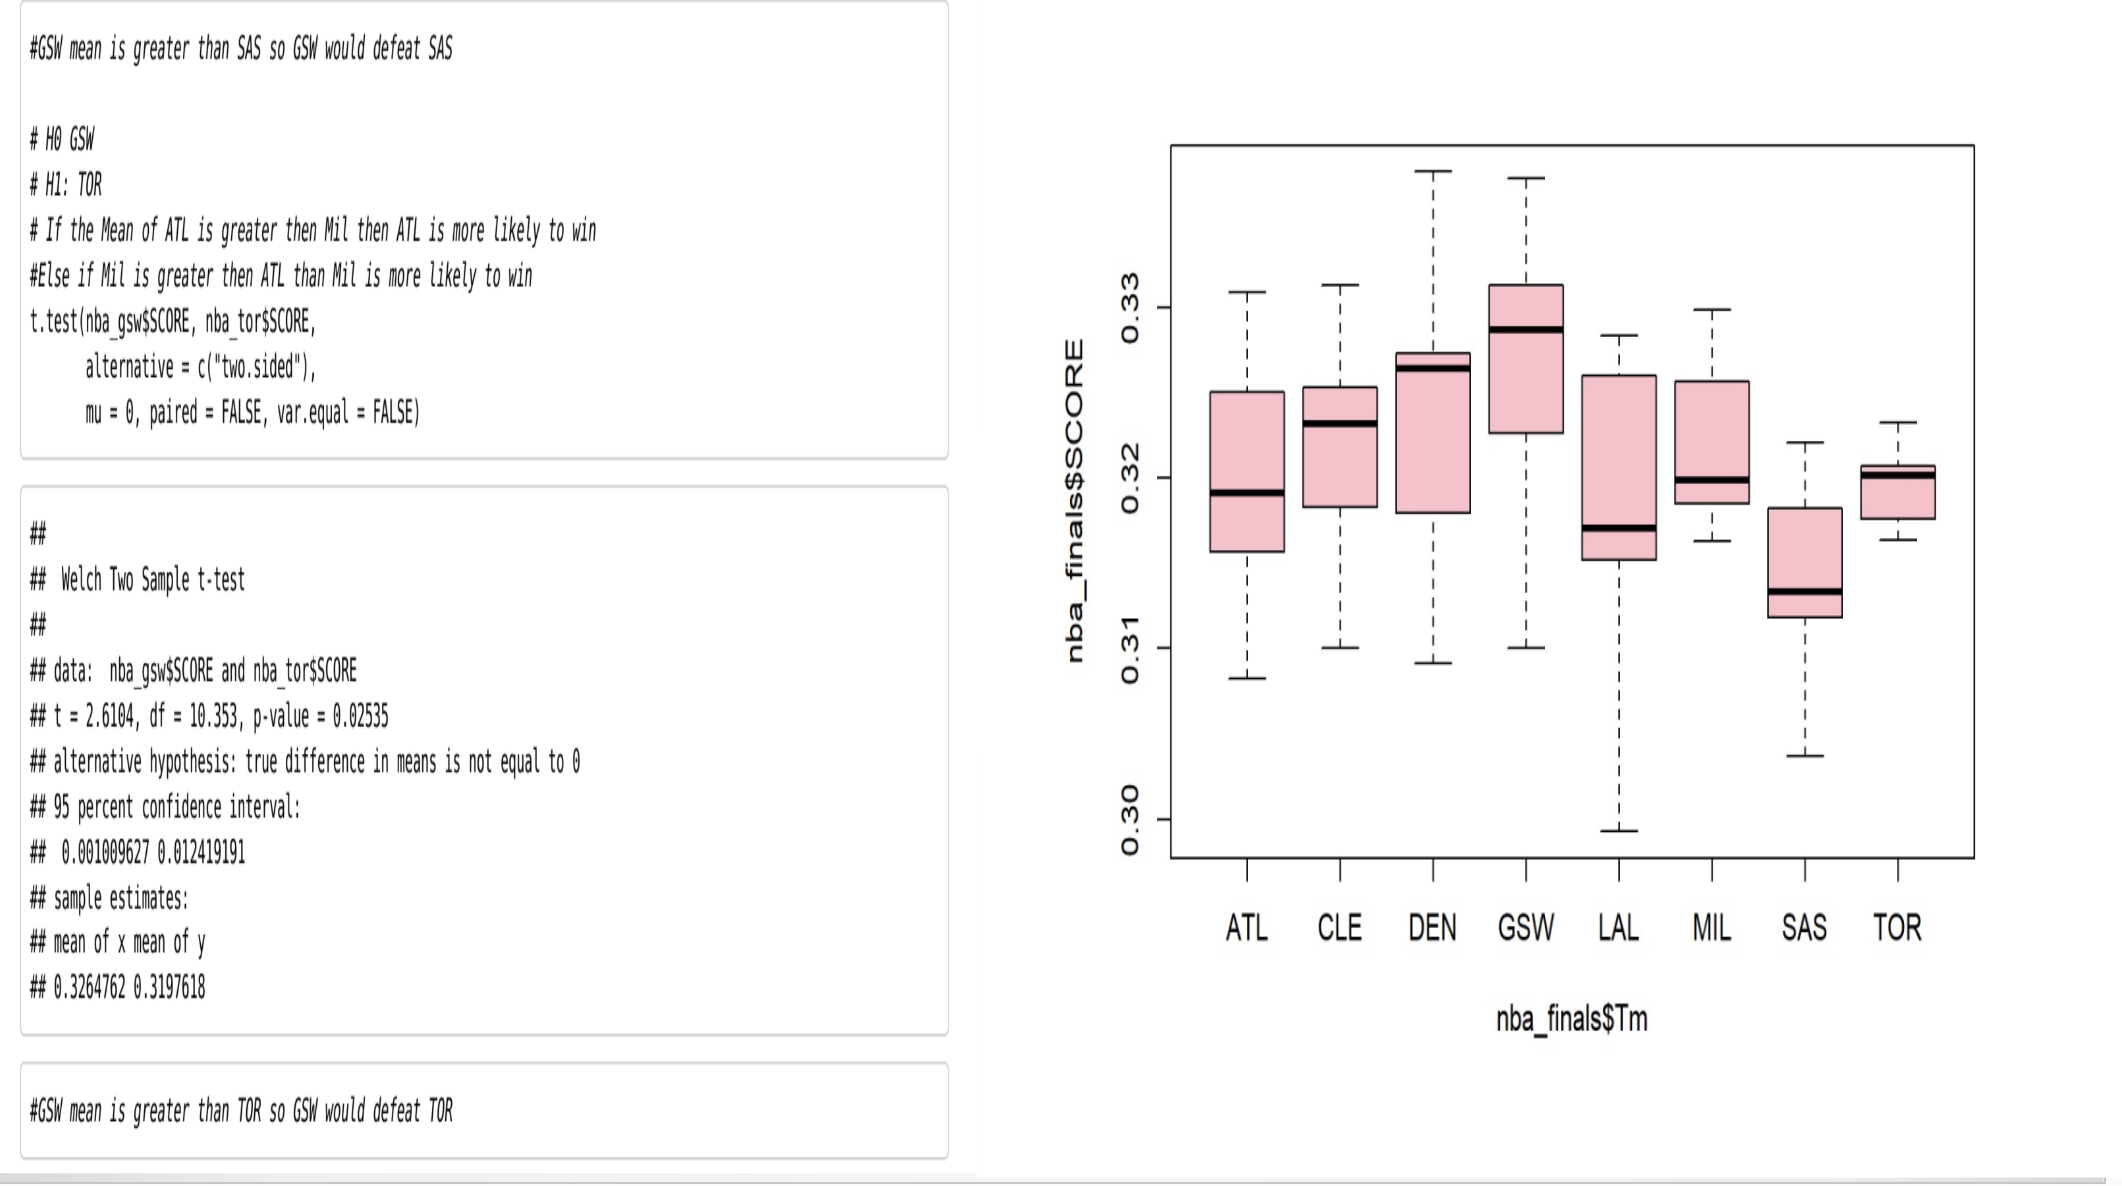 #GSW mean is greater than SAS so GSW would defeat SAS
# H0 GSW
# H1: TOR
# If the Mean of ATL is greater then Mil then ATL is more likely to win
#Else if Mil is greater then ATL than Mil is more likely to win
t.test(nba_gsw$SCORE, nba_tor$SCORE,
alternative = c("two.sided"),
mu = 0, paired = FALSE, var.equal = FALSE)
##
##  Welch Two Sample t-test
##
## data:  nba_gsw$SCORE and nba_tor$SCORE
## t = 2.6104, df = 10.353, p-value = 0.02535
## alternative hypothesis: true difference in means is not equal to 0
## 95 percent confidence interval:
##  0.001009627 0.012419191
## sample estimates:
## mean of x mean of y
## 0.3264762 0.3197618
#GSW mean is greater than TOR so GSW would defeat TOR
nba_finals$SCORE
0.33
0.32
0.31
0.30
ATL CLE DEN GSW LAL MIL SAS TOR
nba_finals$Tm